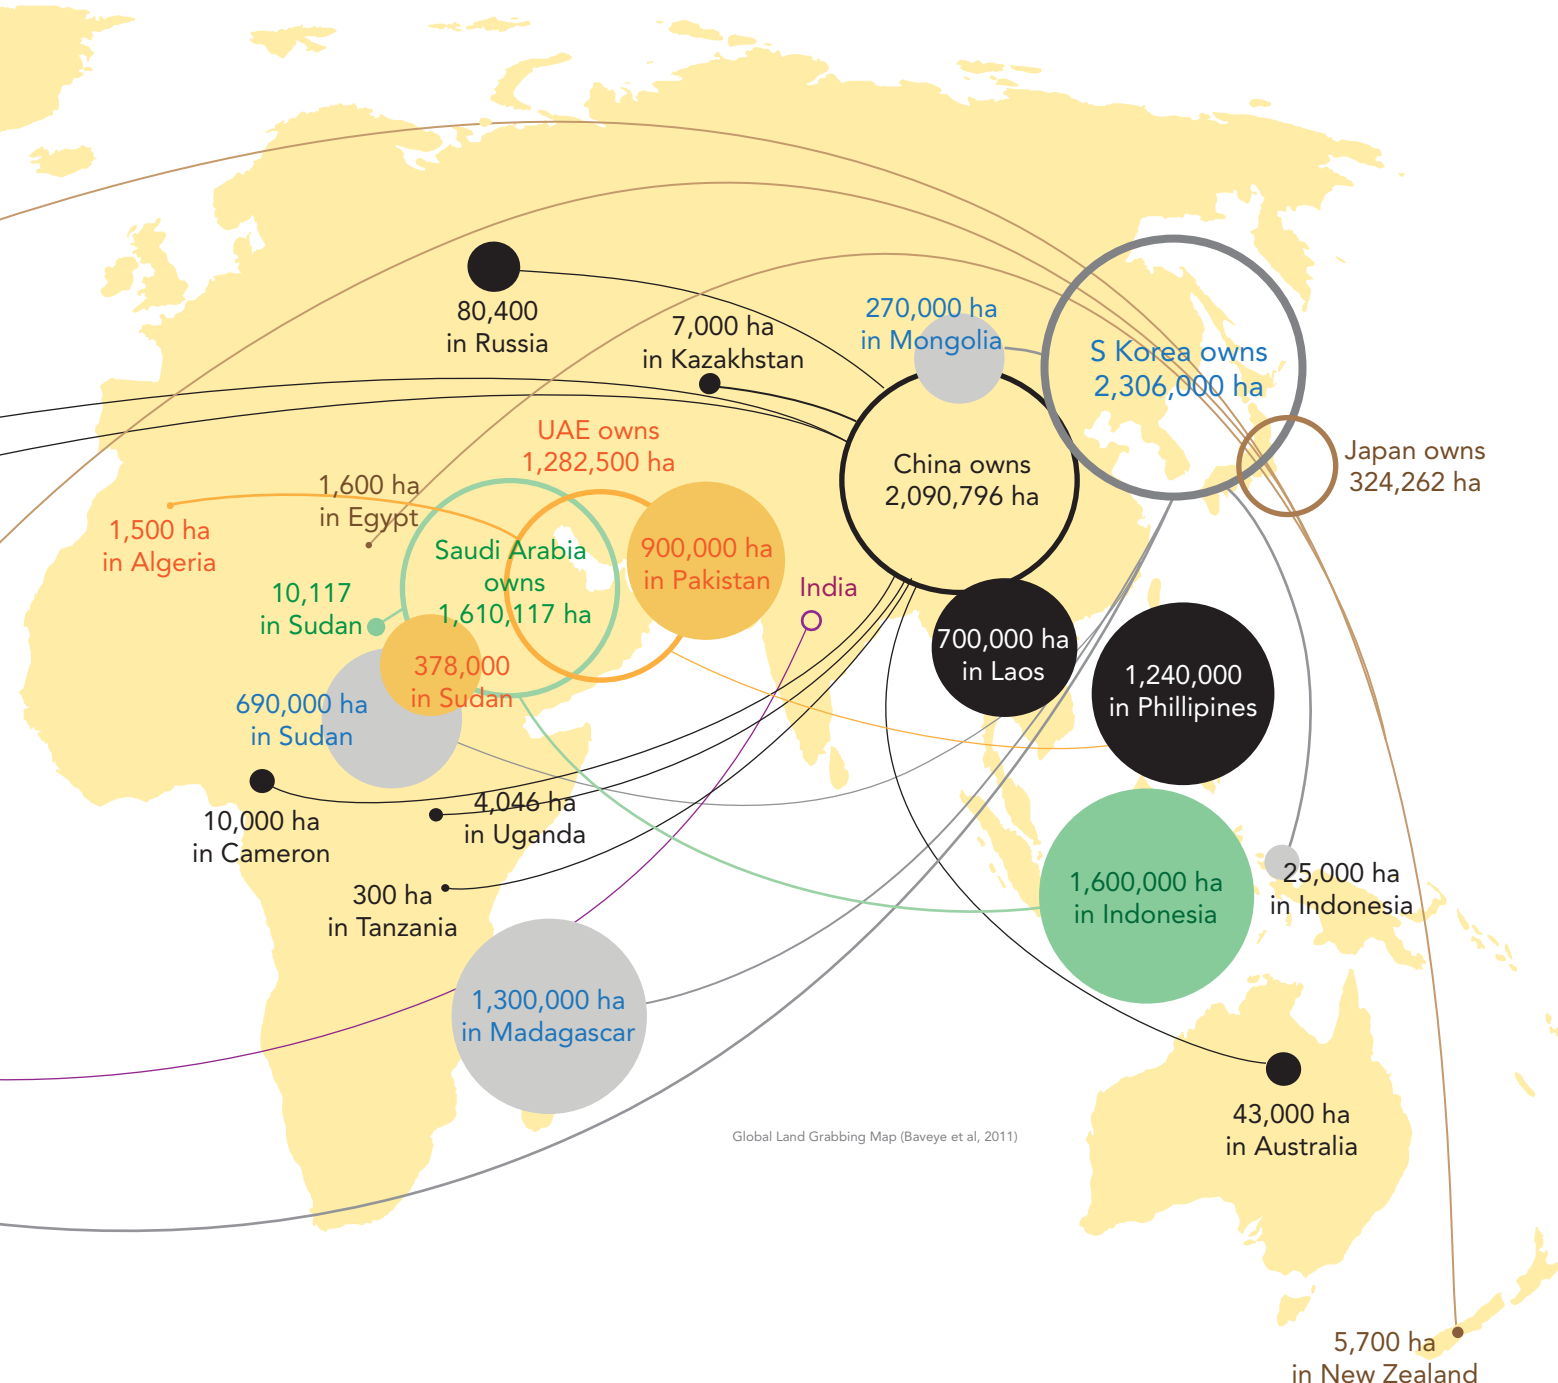 270,000 ha
in Mongolia
80,400
in Russia
7,000 ha
in Kazakhstan
S Korea owns
2,306,000 ha
UAE owns
1,282,500 ha
China owns
2,090,796 ha
Japan owns
324,262 ha
1,600 ha
in Egypt
1,500 ha
in Algeria
Saudi Arabia
owns
1,610,117 ha
900,000 ha
in Pakistan
India
10,117
in Sudan
378,000
in Sudan
700,000 ha
in Laos
1,240,000
in Phillipines
690,000 ha
in Sudan
10,000 ha
in Cameron
4,046 ha
in Uganda
300 ha
in Tanzania
1,600,000 ha
in Indonesia
25,000 ha
in Indonesia
1,300,000 ha
in Madagascar
43,000 ha
in Australia
Global Land Grabbing Map (Baveye et al, 2011)
5,700 ha
in New Zealand